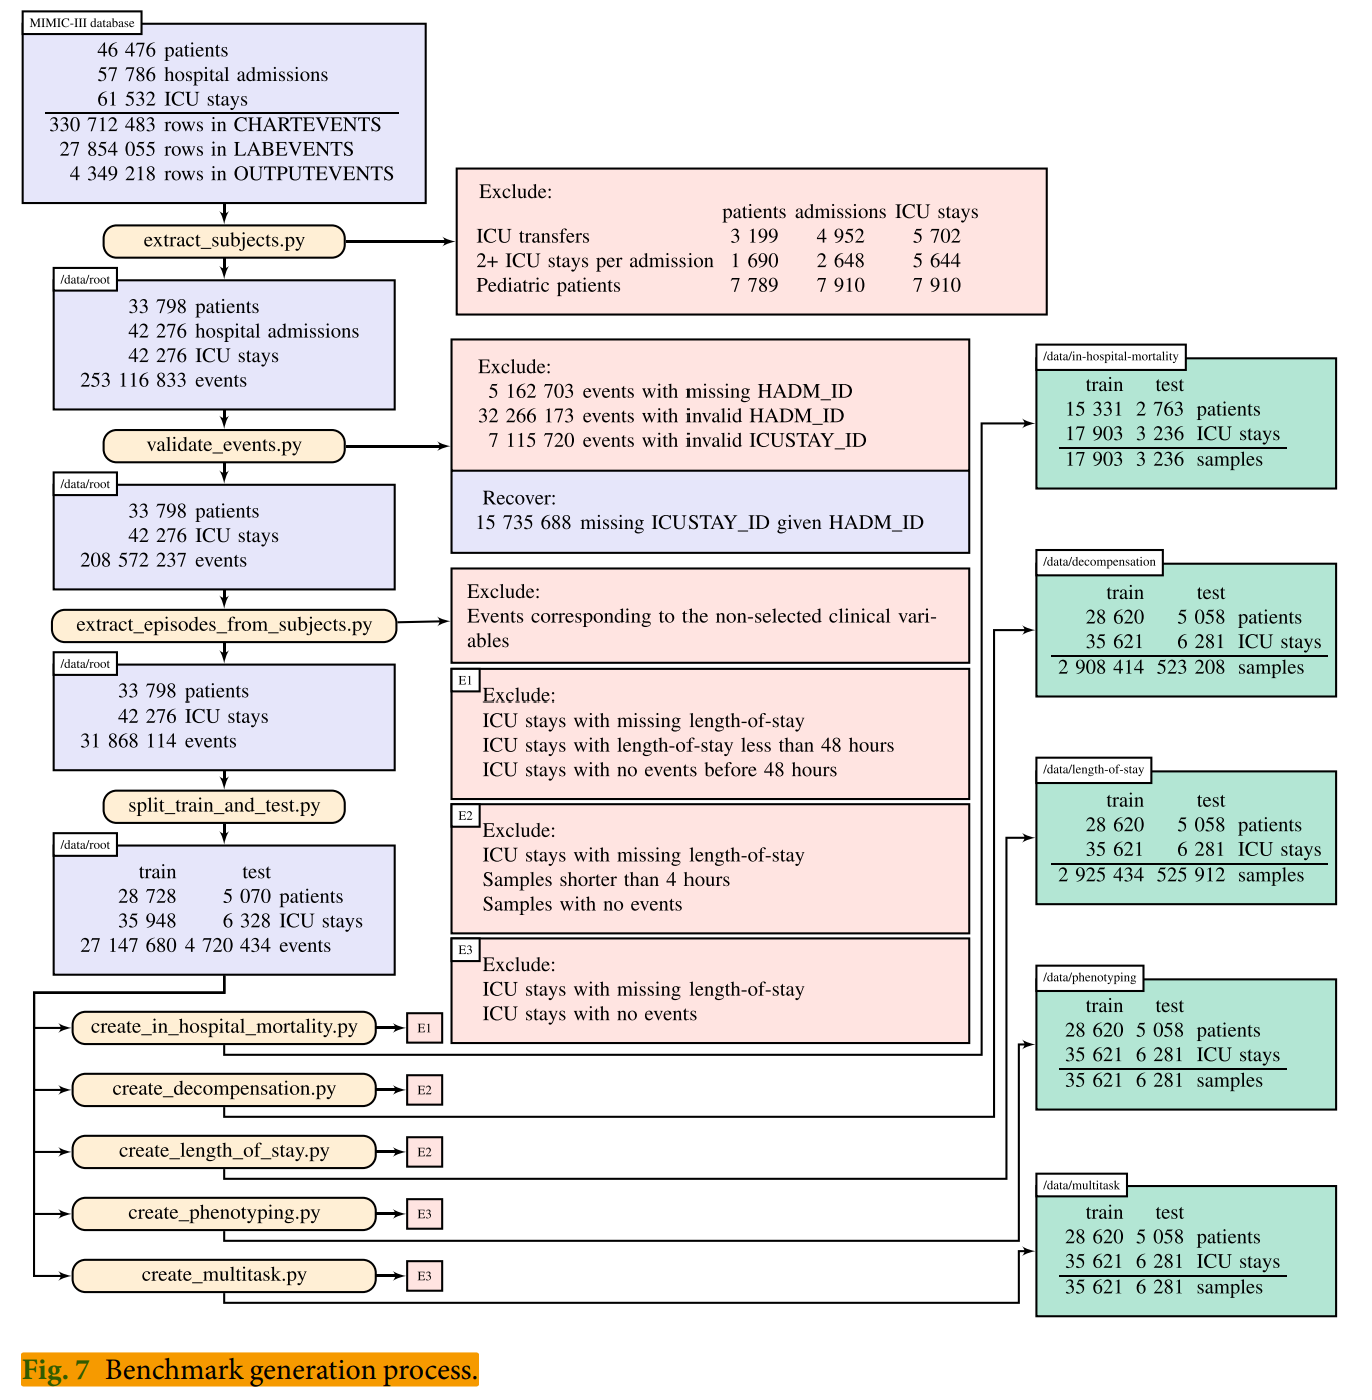 MIMIC-III database
46 476 patients
57 786 hospital admissions
61 532 ICU stays
330 712 483 rows in CHARTEVENTS
27 854 055 rows in LABEVENTS
4 349 218 rows in OUTPUTEVENTS
extract_subjects.py
Exclude:
patients admissions ICU stays
ICU transfers 3 199 4 952 5 702
2+ ICU stays per admission 1 690 2 648 5 644
Pediatric patients 7 789 7 910 7 910
/data/root
33 798 patients
42 276 hospital admissions
42 276 ICU stays
253 116 833 events
validate_events.py
Exclude:
5 162 703 events with missing HADM_ID
32 266 173 events with invalid HADM_ID
7 115 720 events with invalid ICUSTAY_ID
Recover:
15 735 688 missing ICUSTAY_ID given HADM_ID
/data/root
33 798 patients
42 276 ICU stays
208 572 237 events
extract_episodes_from_subjects.py
Exclude:
Events corresponding to the non-selected clinical vari-
ables
/data/root
33 798 patients
42 276 ICU stays
31 868 114 events
split_train_and_test.py
/data/root
train test
28 728 5 070 patients
35 948 6 328 ICU stays
27 147 680 4 720 434 events
E1
Exclude:
ICU stays with missing length-of-stay
ICU stays with length-of-stay less than 48 hours
ICU stays with no events before 48 hours
E2
Exclude:
ICU stays with missing length-of-stay
Samples shorter than 4 hours
Samples with no events
E3
Exclude:
ICU stays with missing length-of-stay
ICU stays with no events
create_in_hospital_mortality.py E1
create_decompensation.py E2
create_length_of_stay.py E2
create_phenotyping.py E3
create_multitask.py E3
/data/in-hospital-mortality
train test
15 331 2 763 patients
17 903 3 236 ICU stays
17 903 3 236 samples
/data/decompensation
train test
28 620 5 058 patients
35 621 6 281 ICU stays
2 908 414 523 208 samples
/data/length-of-stay
train test
28 620 5 058 patients
35 621 6 281 ICU stays
2 925 434 525 912 samples
/data/phenotyping
train test
28 620 5 058 patients
35 621 6 281 ICU stays
35 621 6 281 samples
/data/multitask
train test
28 620 5 058 patients
35 621 6 281 ICU stays
35 621 6 281 samples
Fig. 7 Benchmark generation process.